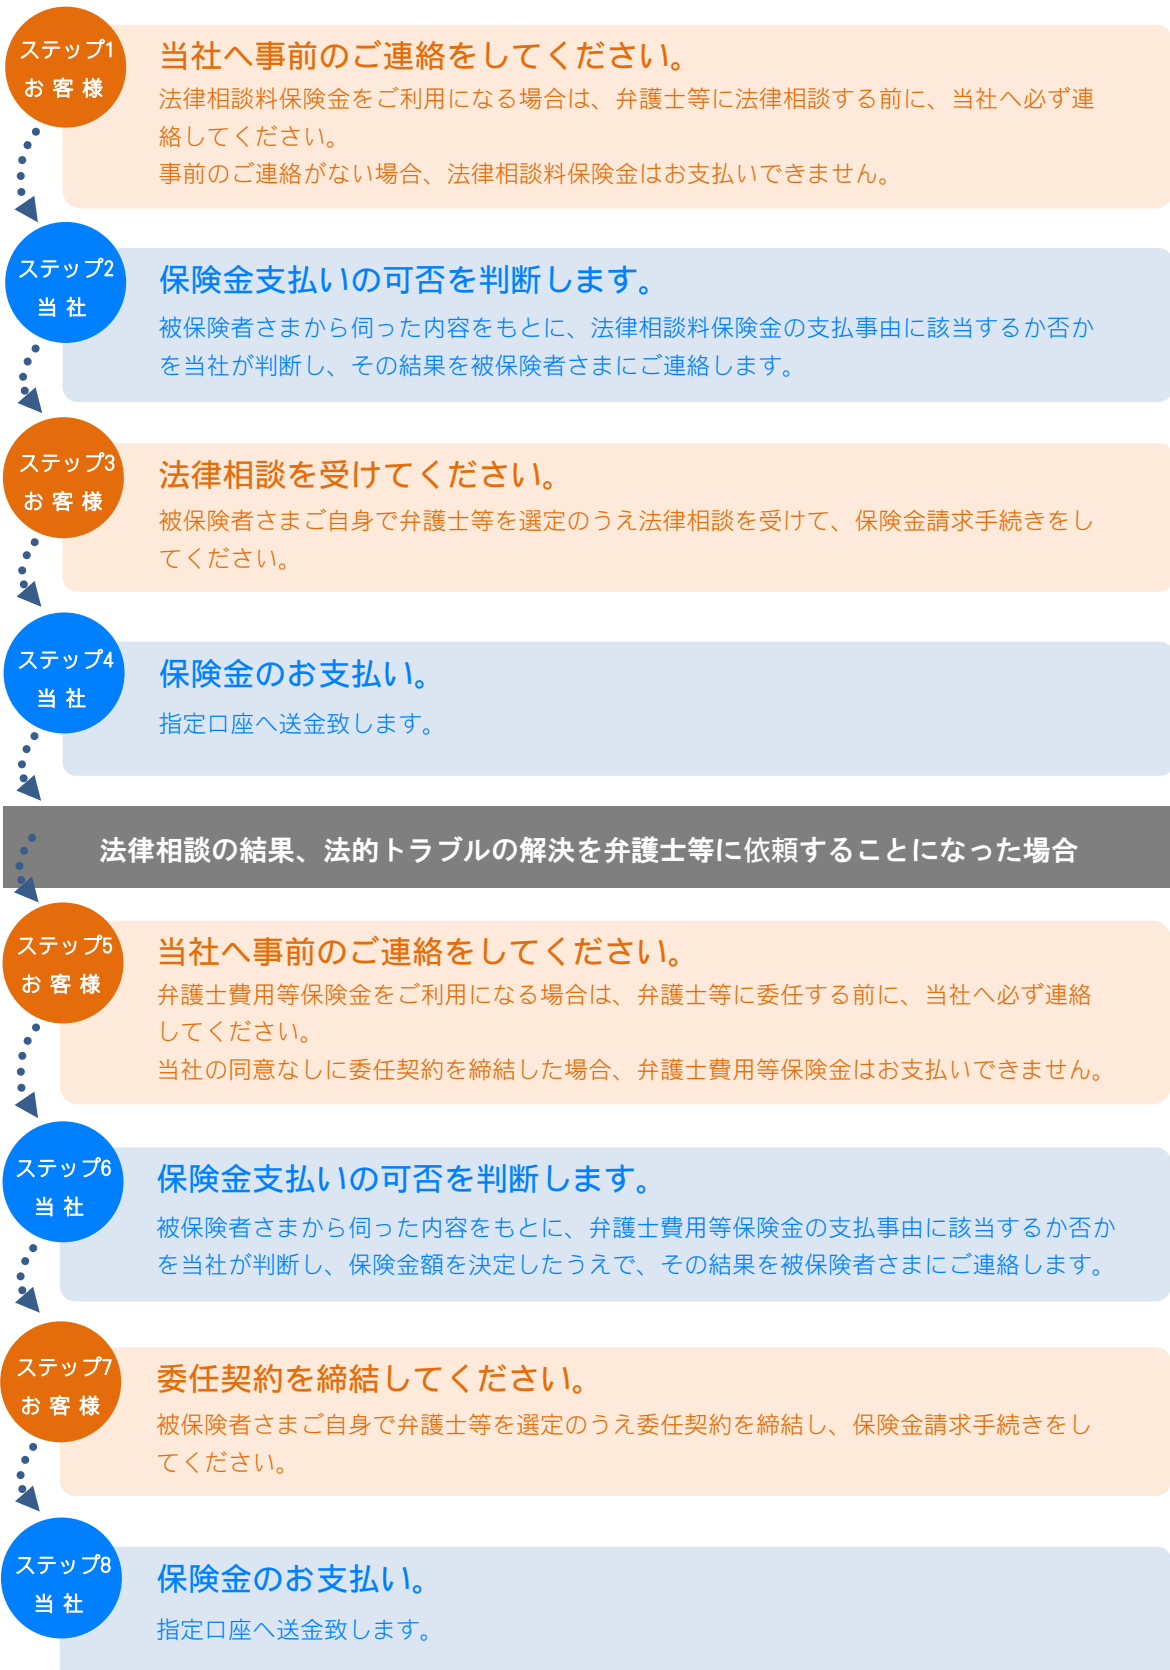 ステップ1
お客様
当社へ事前のご連絡をしてください。
法律相談料保険金をご利用になる場合は、弁護士等に法律相談する前に、当社へ必ず連
絡してください。
事前のご連絡がない場合、法律相談料保険金はお支払いできません。
ステップ2
当社
保険金支払いの可否を判断します。
被保険者さまから伺った内容をもとに、法律相談料保険金の支払事由に該当するか否か
を当社が判断し、その結果を被保険者さまにご連絡します。
ステップ3
お客様
法律相談を受けてください。
被保険者さまご自身で弁護士等を選定のうえ法律相談を受けて、保険金請求手続きをし
てください。
ステップ4
当社
保険金のお支払い。
指定口座へ送金致します。
法律相談の結果、法的トラブルの解決を弁護士等に依頼することになった場合
ステップ5
お客様
当社へ事前のご連絡をしてください。
弁護士費用等保険金をご利用になる場合は、弁護士等に委任する前に、当社へ必ず連絡
してください。
当社の同意なしに委任契約を締結した場合、弁護士費用等保険金はお支払いできません。
ステップ6
当社
保険金支払いの可否を判断します。
被保険者さまから伺った内容をもとに、弁護士費用等保険金の支払事由に該当するか否か
を当社が判断し、保険金額を決定したうえで、その結果を被保険者さまにご連絡します。
ステップ7
お客様
委任契約を締結してください。
被保険者さまご自身で弁護士等を選定のうえ委任契約を締結し、保険金請求手続きをし
てください。
ステップ8
当社
保険金のお支払い。
指定口座へ送金致します。